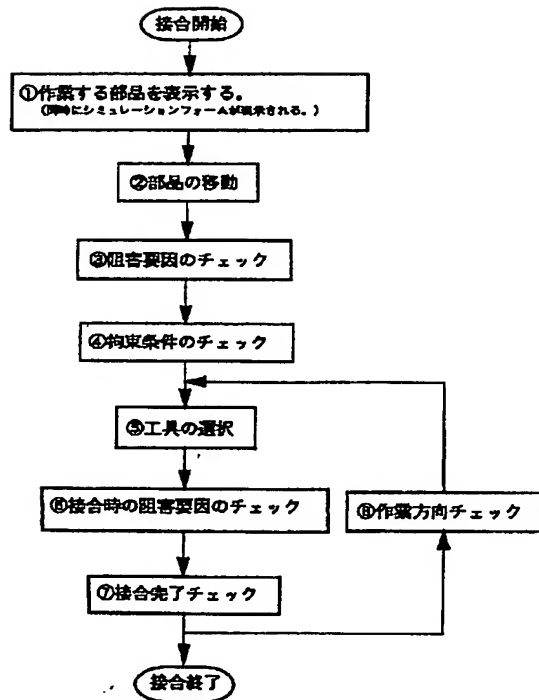 接合開始
①作業する部品を表示する。
(同時にシミュレーションフォームが表示される。)
②部品の移動
③阻害要因のチェック
④拘束条件のチェック
⑤工具の選択
⑥接合時の阻害要因のチェック
⑧作業方向チェック
⑦接合完了チェック
接合終了